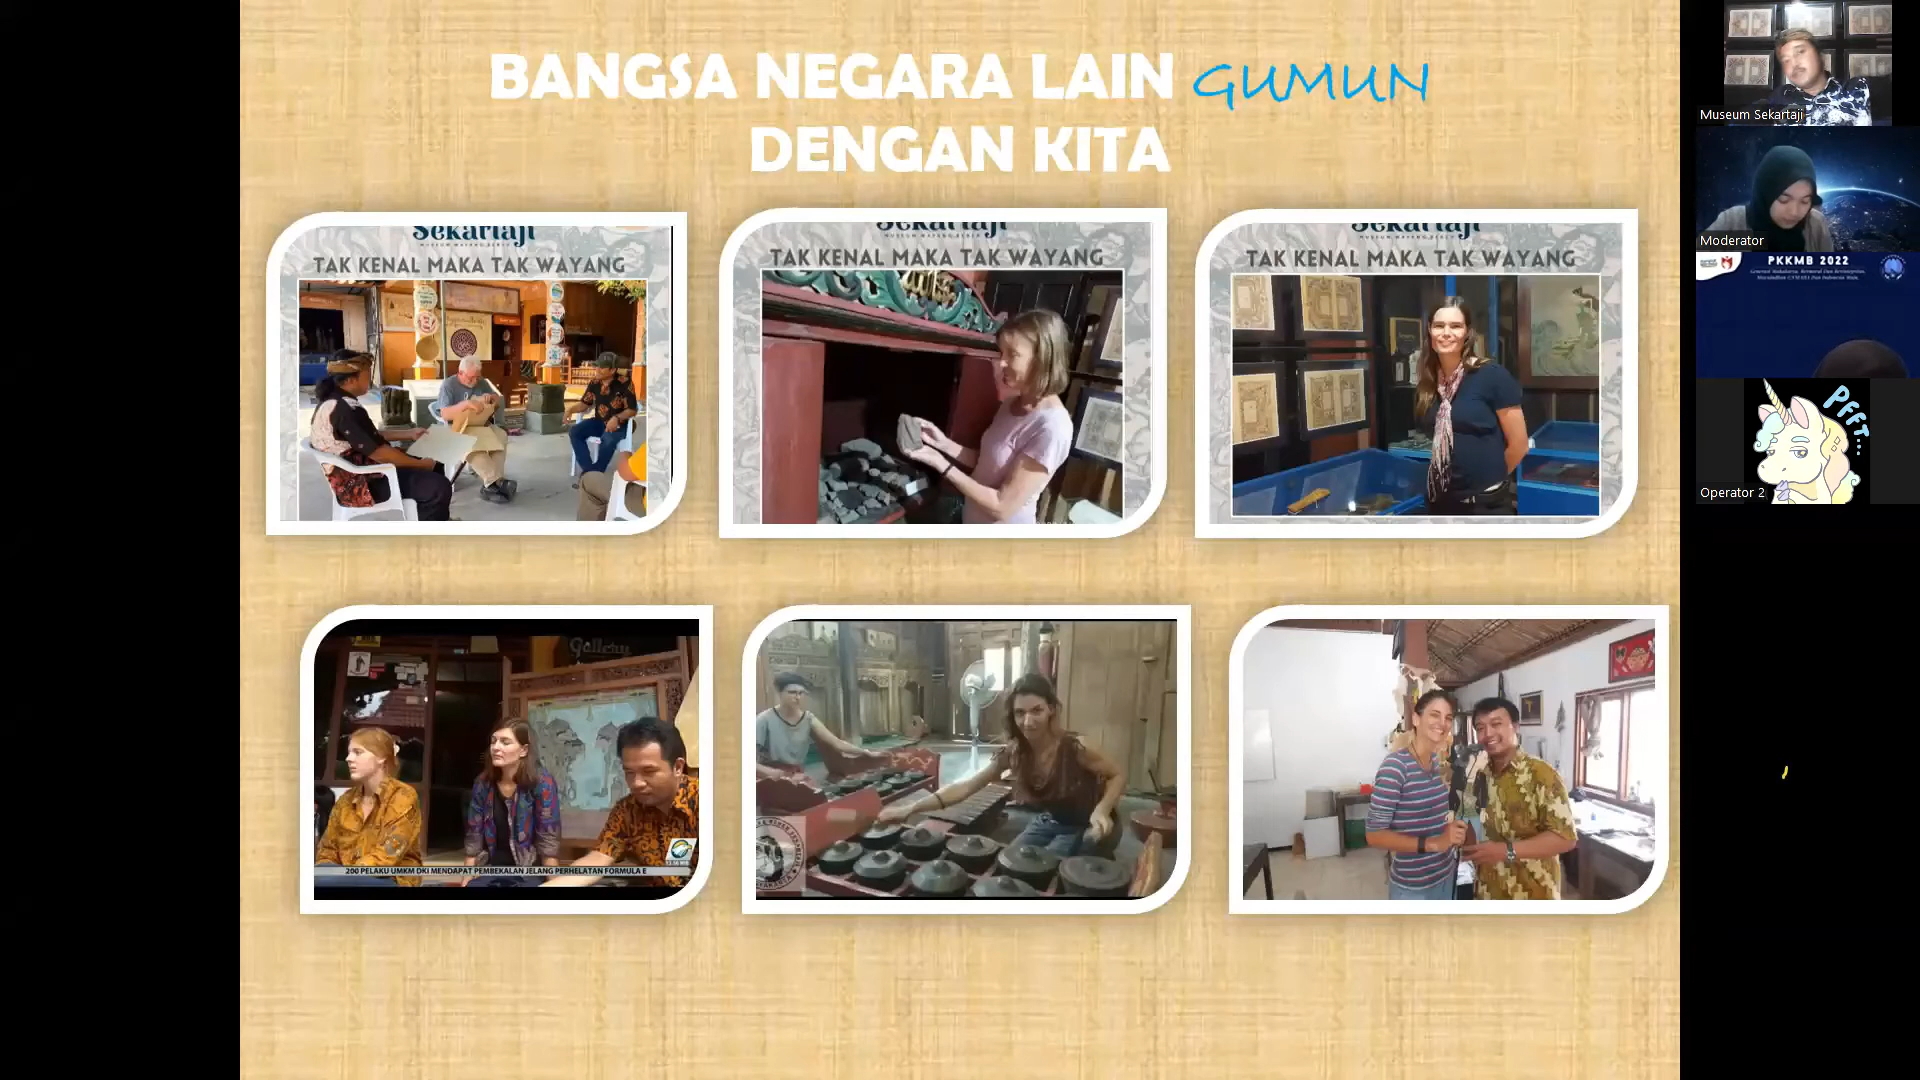 BANGSA NEGARA LAIN GUMUN
DENGAN KITA
Sekartaji
TAK KENAL MAKA TAK WAYANG
Sekartaji
TAK KENAL MAKA TAK WAYANG
Sekartaji
TAK KENAL MAKA TAK WAYANG
Gallery
200 PELAKU UMKM DKI MENDAPAT PEMBEKALAN JELANG PERHELATAN FORMULA E
Museum Sekartaji
Moderator
PKKMB 2022
PFFT...
Operator 2